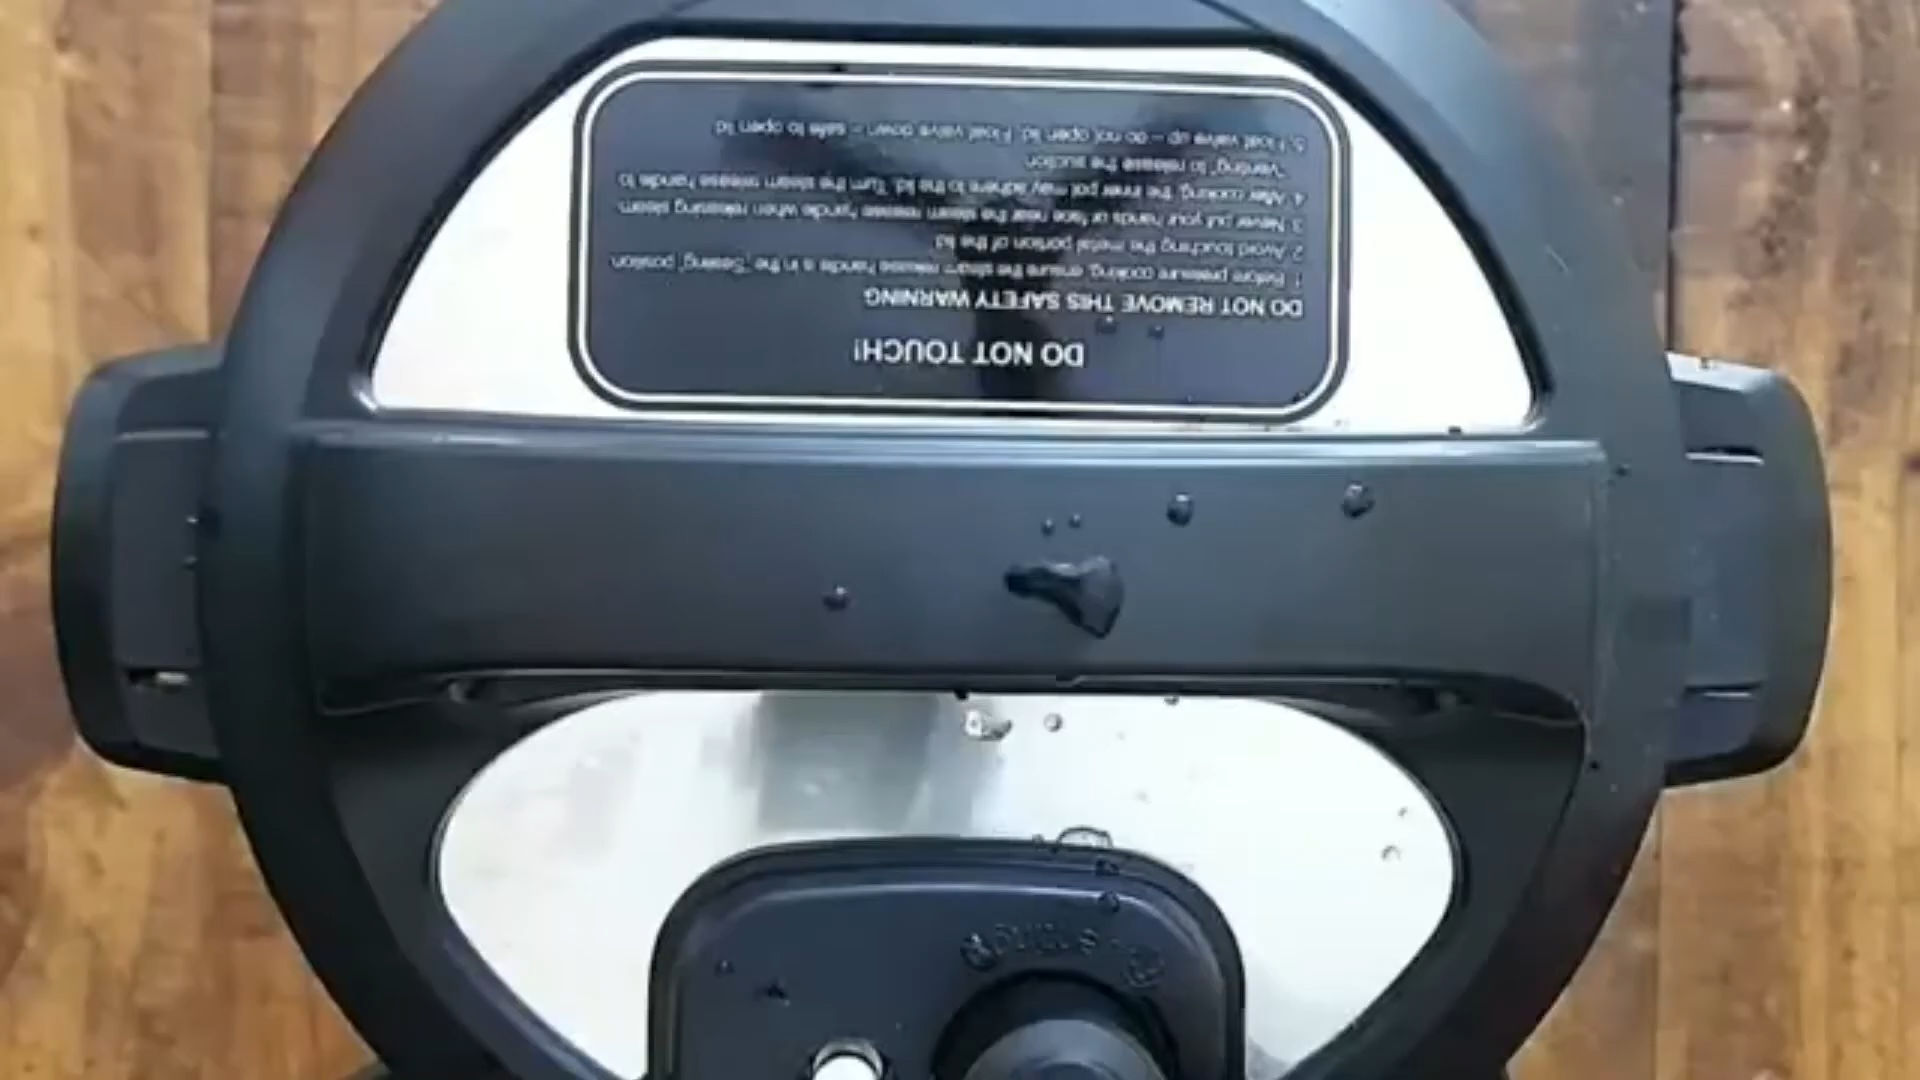 DO NOT TOUCH!
DO NOT REMOVE THIS SAFETY WARNING
1. Before pressure cooking, ensure the steam release handle is in the "Sealing" position.
2. Avoid touching the metal portion of the lid.
3. Never put your hands or face near the steam release handle when releasing steam.
4. After cooking, the inner pot may adhere to the lid. Turn the steam release handle to
"Venting" to release the suction.
5. Float valve up – do not open lid. Float valve down – safe to open lid.